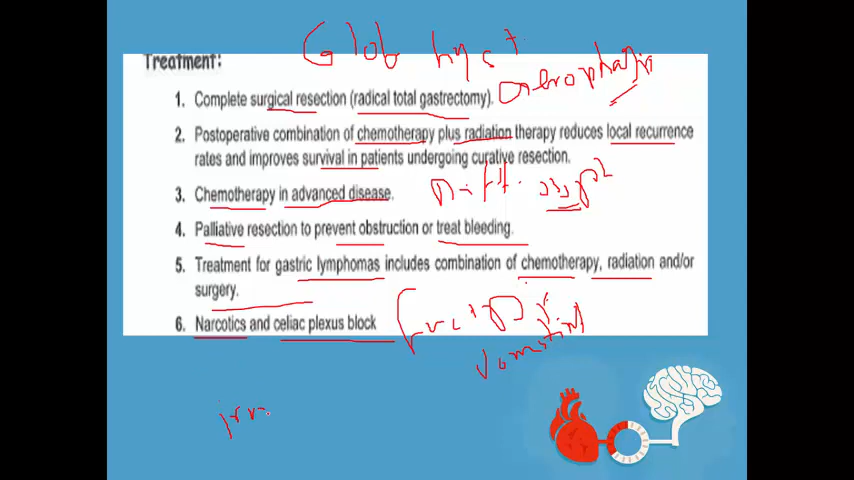 Glob hyst
Treatment:
1. Complete surgical resection (radical total gastrectomy).
2. Postoperative combination of chemotherapy plus radiation therapy reduces local recurrence
rates and improves survival in patients undergoing curative resection.
3. Chemotherapy in advanced disease.
4. Palliative resection to prevent obstruction or treat bleeding.
5. Treatment for gastric lymphomas includes combination of chemotherapy, radiation and/or
surgery.
6. Narcotics and celiac plexus block